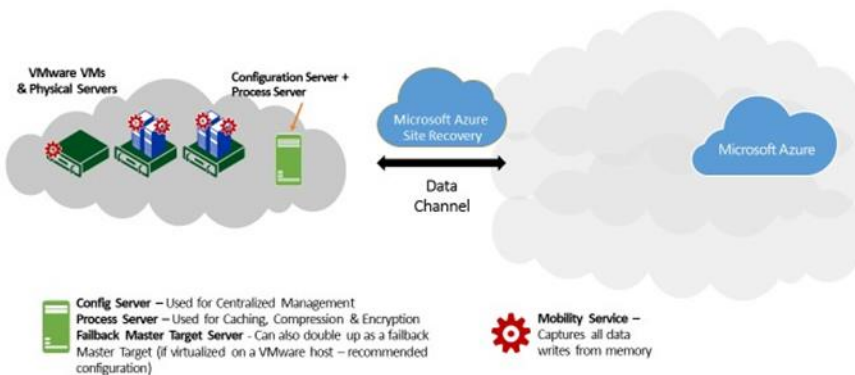 VMware VMs
& Physical Servers
Configuration Server +
Process Server
Microsoft Azure
Site Recovery
Microsoft Azure
Data
Channel
Config Server – Used for Centralized Management
Process Server – Used for Caching, Compression & Encryption
Failback Master Target Server - Can also double up as a failback
Master Target (if virtualized on a VMware host – recommended
configuration)
Mobility Service –
Captures all data
writes from memory